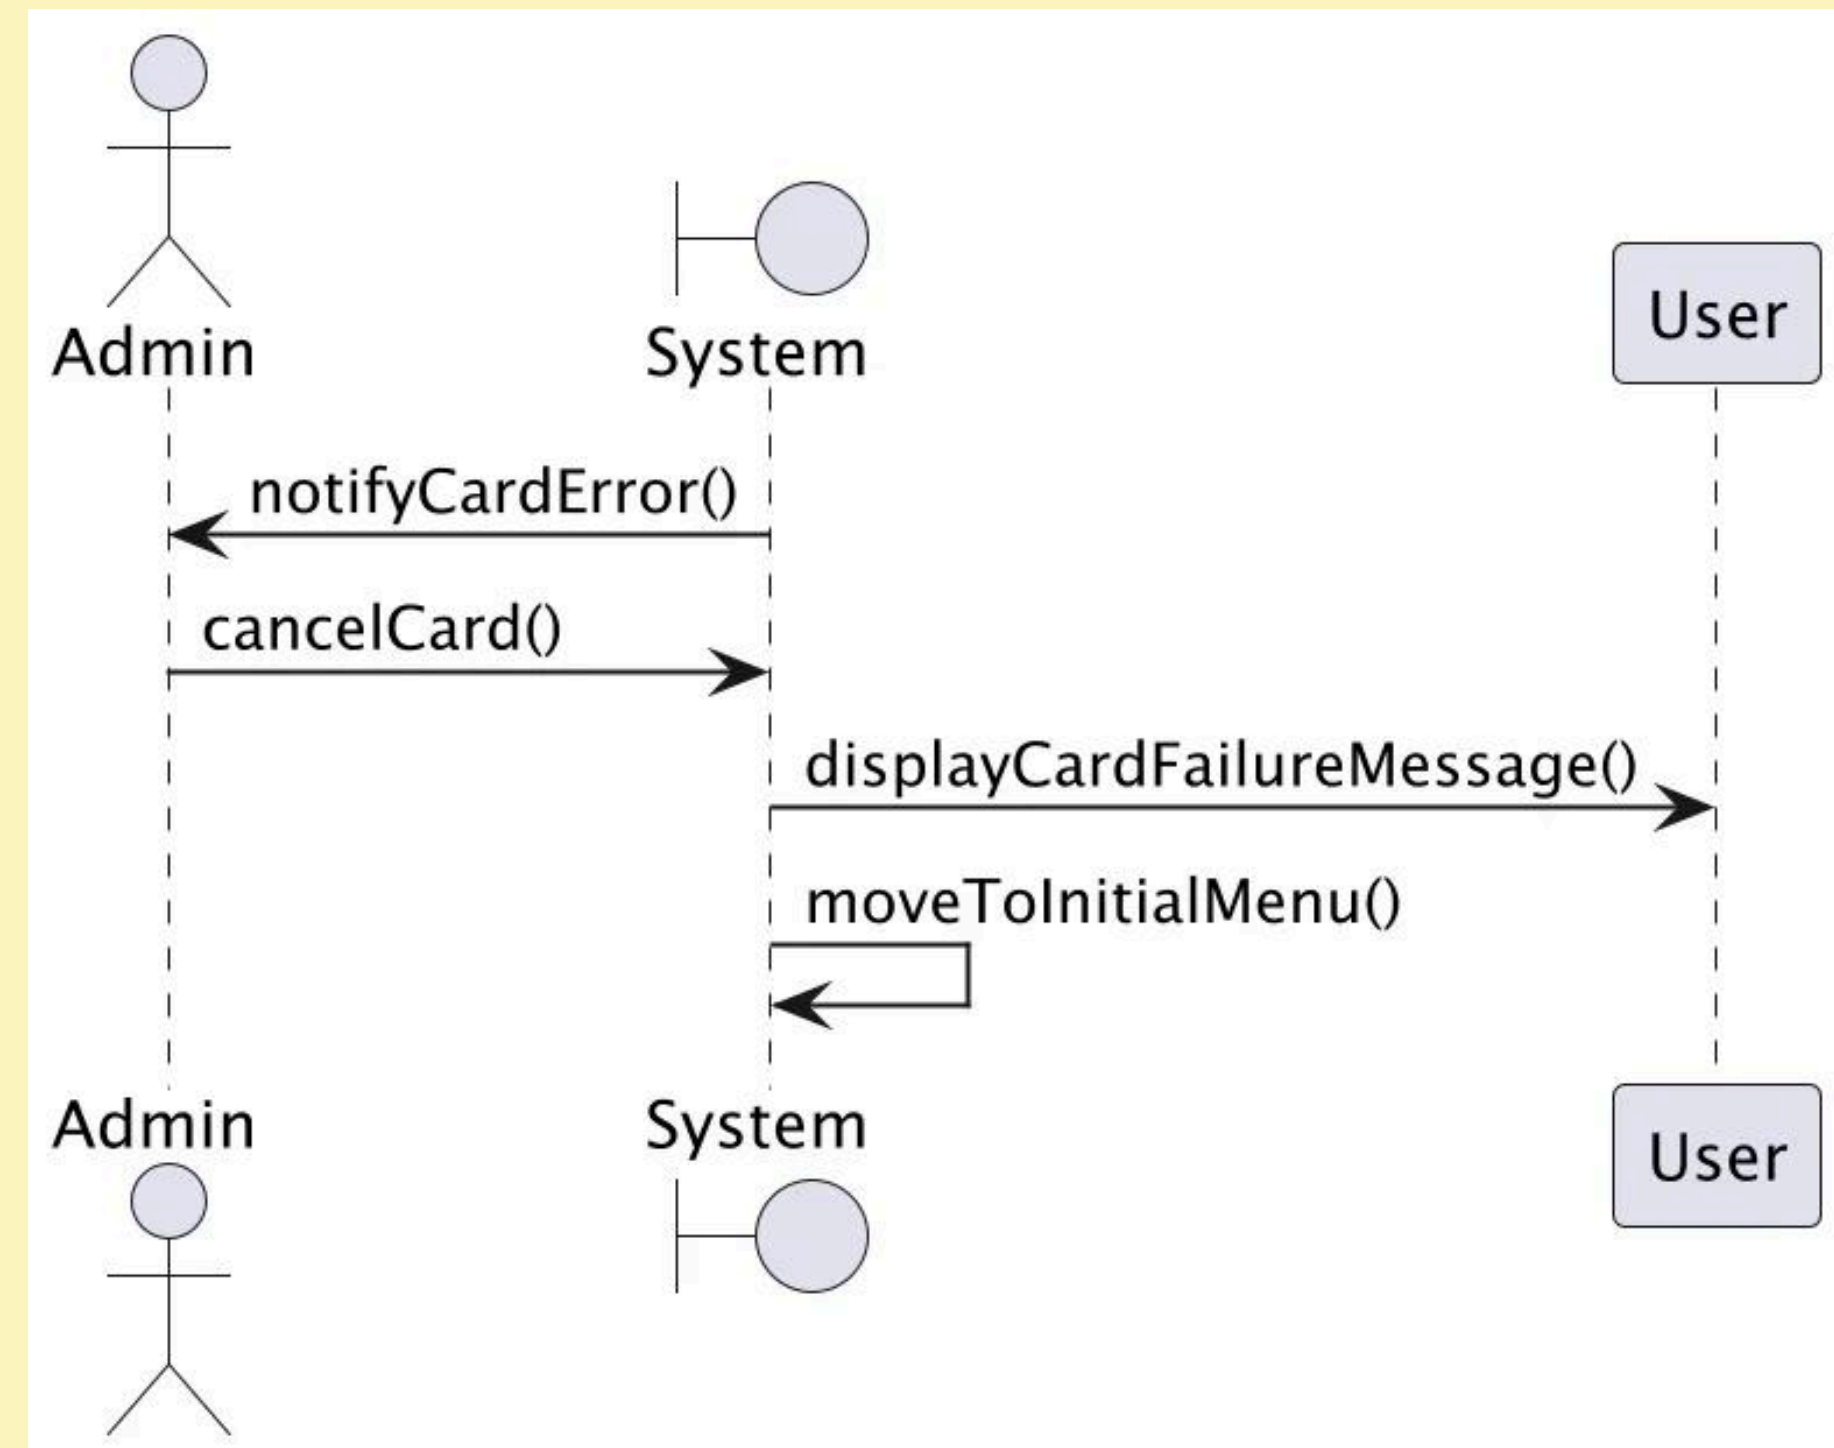 Admin
System
User
notifyCardError()
cancelCard()
displayCardFailureMessage()
moveToInitialMenu()
Admin
System
User